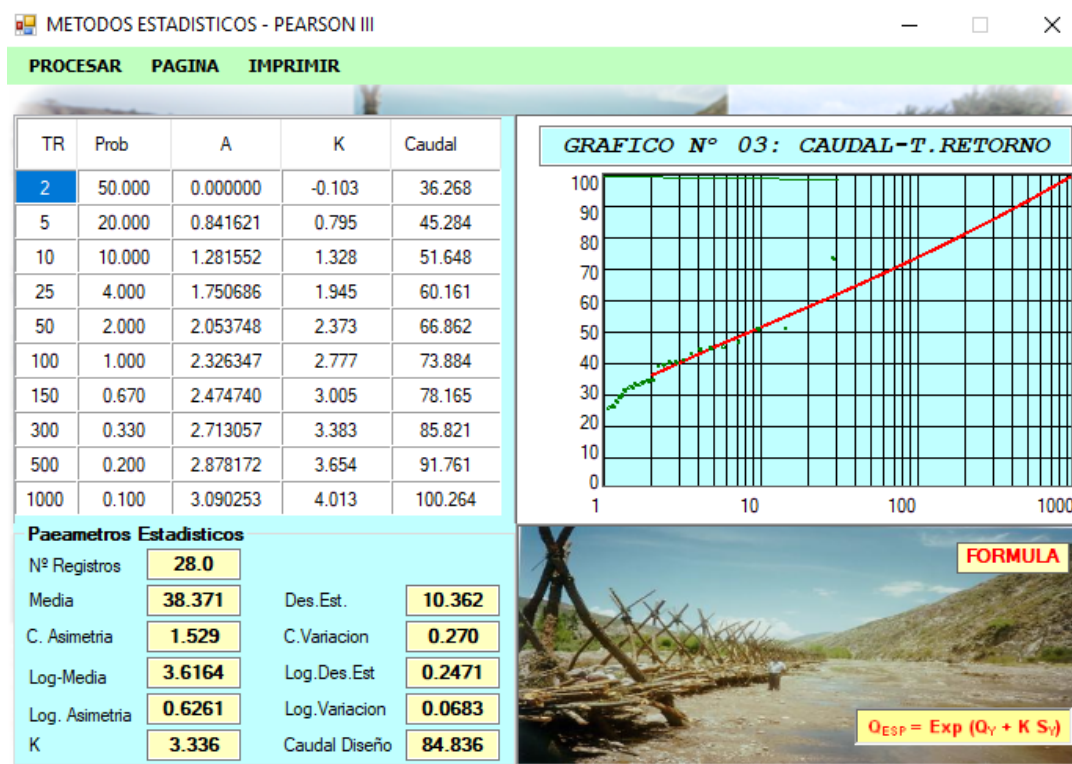 METODOS ESTADISTICOS - PEARSON III
PROCESAR PAGINA IMPRIMIR
TR Prob A K Caudal
2 50.000 0.000000 -0.103 36.268
5 20.000 0.841621 0.795 45.284
10 10.000 1.281552 1.328 51.648
25 4.000 1.750686 1.945 60.161
50 2.000 2.053748 2.373 66.862
100 1.000 2.326347 2.777 73.884
150 0.670 2.474740 3.005 78.165
300 0.330 2.713057 3.383 85.821
500 0.200 2.878172 3.654 91.761
1000 0.100 3.090253 4.013 100.264
GRAFICO Nº 03: CAUDAL-T.RETORNO
100
90
80
70
60
50
40
30
20
10
0
1 10 100 1000
Paeametros Estadisticos
Nº Registros 28.0
Media 38.371 Des.Est. 10.362
C. Asimetria 1.529 C.Variacion 0.270
Log-Media 3.6164 Log.Des.Est 0.2471
Log. Asimetria 0.6261 Log.Variacion 0.0683
K 3.336 Caudal Diseño 84.836
FORMULA
QESP = Exp (QY + K SY)